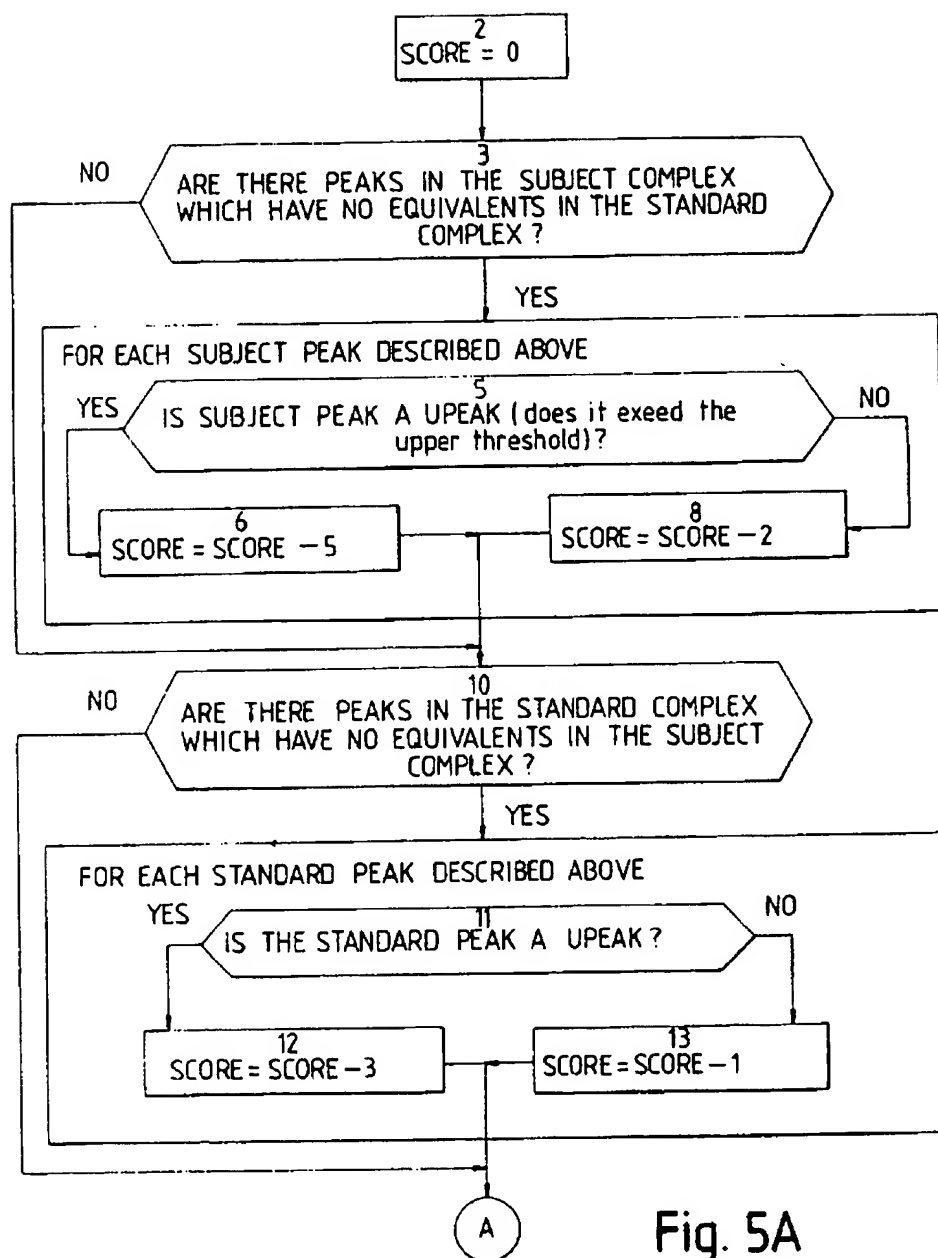 2
SCORE = 0
NO
3
ARE THERE PEAKS IN THE SUBJECT COMPLEX
WHICH HAVE NO EQUIVALENTS IN THE STANDARD
COMPLEX ?
YES
FOR EACH SUBJECT PEAK DESCRIBED ABOVE
YES
5
NO
IS SUBJECT PEAK A UPEAK (does it exeed the
upper threshold)?
6
SCORE = SCORE - 5
8
SCORE = SCORE - 2
NO
10
ARE THERE PEAKS IN THE STANDARD COMPLEX
WHICH HAVE NO EQUIVALENTS IN THE SUBJECT
COMPLEX ?
YES
FOR EACH STANDARD PEAK DESCRIBED ABOVE
YES
11
NO
IS THE STANDARD PEAK A UPEAK ?
12
SCORE = SCORE - 3
13
SCORE = SCORE - 1
A
Fig. 5A